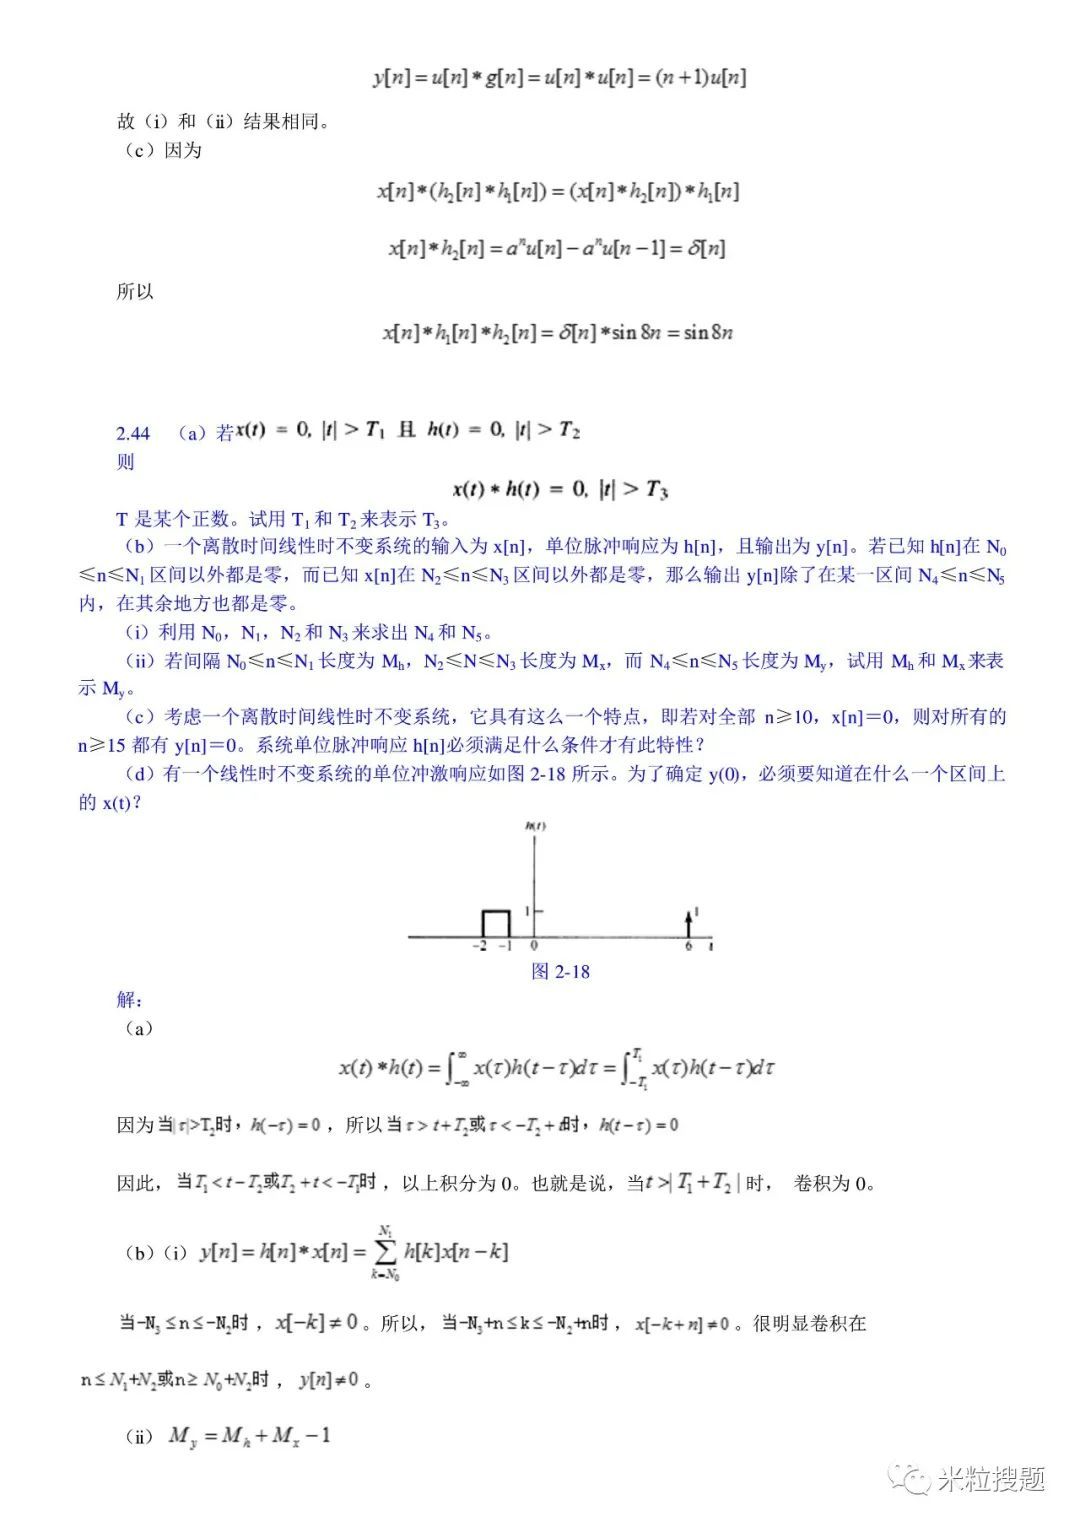 y[n]=u[n]*g[n]=u[n]*u[n]=(n+1)u[n]
故（i）和（ii）结果相同。
（c）因为
x[n]*(h₂[n]*h₁[n])=(x[n]*h₂[n])*h₁[n]
x[n]*h₂[n]=aⁿu[n]-aⁿu[n-1]=δ[n]
所以
x[n]*h₁[n]*h₂[n]=δ[n]*sin8n=sin8n
2.44 （a）若x(t) = 0, |t| > T₁ 且 h(t) = 0, |t| > T₂
则
x(t) * h(t) = 0, |t| > T₃
T 是某个正数。试用 T₁ 和 T₂ 来表示 T₃。
（b）一个离散时间线性时不变系统的输入为 x[n]，单位脉冲响应为 h[n]，且输出为 y[n]。若已知 h[n]在 N₀
≤n≤N₁ 区间以外都是零，而已知 x[n]在 N₂≤n≤N₃ 区间以外都是零，那么输出 y[n]除了在某一区间 N₄≤n≤N₅
内，在其余地方也都是零。
（i）利用 N₀，N₁，N₂ 和 N₃ 来求出 N₄ 和 N₅。
（ii）若间隔 N₀≤n≤N₁ 长度为 Mₕ，N₂≤N≤N₃ 长度为 Mₓ，而 N₄≤n≤N₅ 长度为 M_y，试用 Mₕ 和 Mₓ 来表
示 M_y。
（c）考虑一个离散时间线性时不变系统，它具有这么一个特点，即若对全部 n≥10，x[n]＝0，则对所有的
n≥15 都有 y[n]＝0。系统单位脉冲响应 h[n]必须满足什么条件才有此特性？
（d）有一个线性时不变系统的单位冲激响应如图 2-18 所示。为了确定 y(0)，必须要知道在什么一个区间上
的 x(t)？
h(t)
1 1
-2 -1 0 6 t
图 2-18
解：
（a）
x(t)*h(t)=∫_{-∞}^{∞}x(τ)h(t-τ)dτ=∫_{-T₁}^{T₁}x(τ)h(t-τ)dτ
因为当|τ|>T₂时，h(-τ)=0，所以当τ>t+T₂或τ<-T₂+t时，h(t-τ)=0
因此，当T₁<t-T₂或T₂+t<-T₁时，以上积分为 0。也就是说，当t>|T₁+T₂|时， 卷积为 0。
（b）（i）y[n]=h[n]*x[n]=∑_{k=N₀}^{N₁}h[k]x[n-k]
当-N₃≤n≤-N₂时，x[-k]≠0。所以，当-N₃+n≤k≤-N₂+n时，x[-k+n]≠0。很明显卷积在
n≤N₁+N₂或n≥N₀+N₂时，y[n]≠0。
（ii）M_y=Mₕ+Mₓ-1
米粒搜题